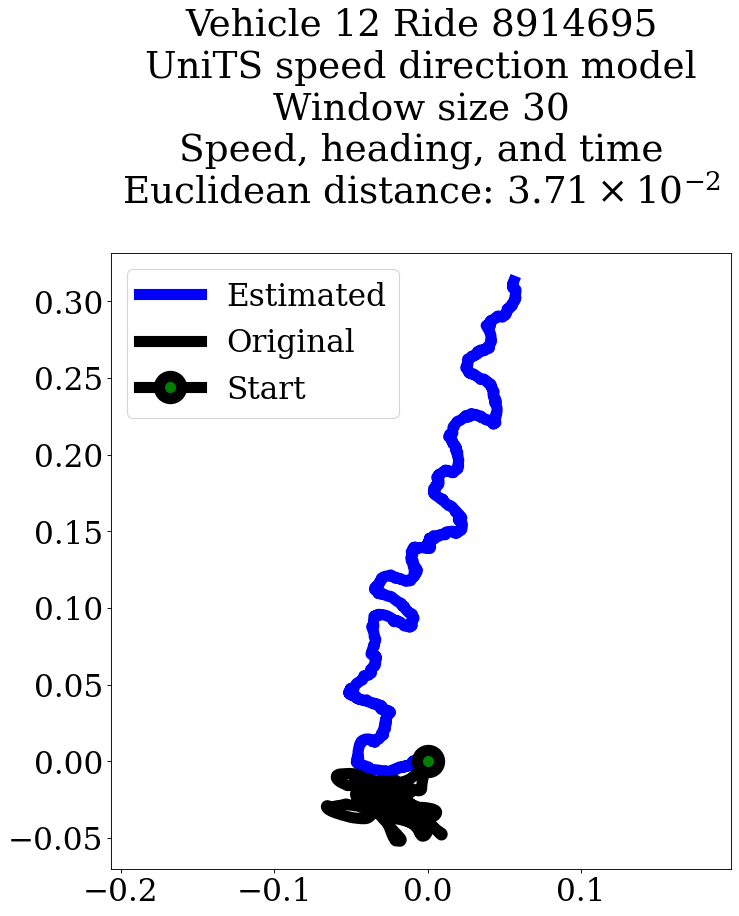 Vehicle 12 Ride 8914695
UniTS speed direction model
Window size 30
Speed, heading, and time
Euclidean distance: 3.71 × 10⁻²
Estimated
Original
Start
0.30
0.25
0.20
0.15
0.10
0.05
0.00
−0.05
−0.2
−0.1
0.0
0.1